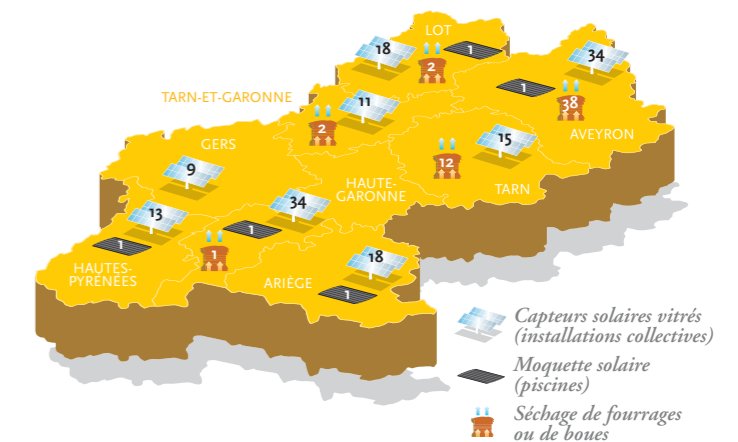 LOT
18
1
2
34
1
38
AVEYRON
TARN-ET-GARONNE
11
2
15
12
TARN
GERS
9
HAUTE-
GARONNE
34
1
1
13
1
HAUTES-
PYRÉNÉES
ARIÈGE
18
1
Capteurs solaires vitrés
(installations collectives)
Moquette solaire
(piscines)
Séchage de fourrages
ou de boues